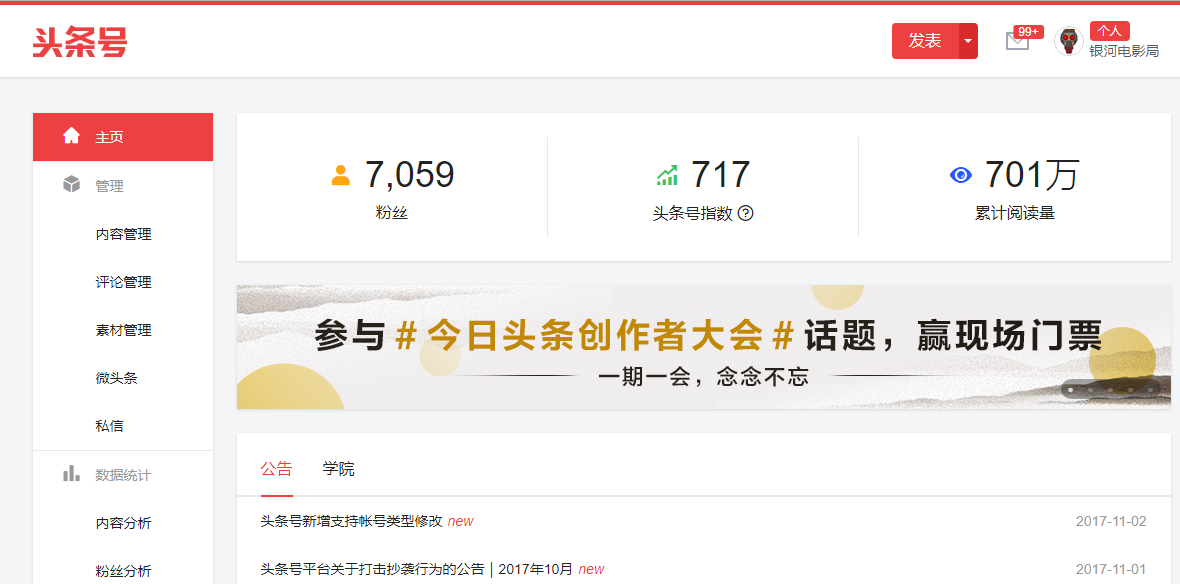 头条号
发表
99+
个人
银河电影局
主页
管理
内容管理
评论管理
素材管理
微头条
私信
数据统计
内容分析
粉丝分析
7,059
粉丝
717
头条号指数 ?
701万
累计阅读量
参与#今日头条创作者大会#话题，赢现场门票
一期一会，念念不忘
公告 学院
头条号新增支持帐号类型修改 new 2017-11-02
头条号平台关于打击抄袭行为的公告 | 2017年10月 new 2017-11-01